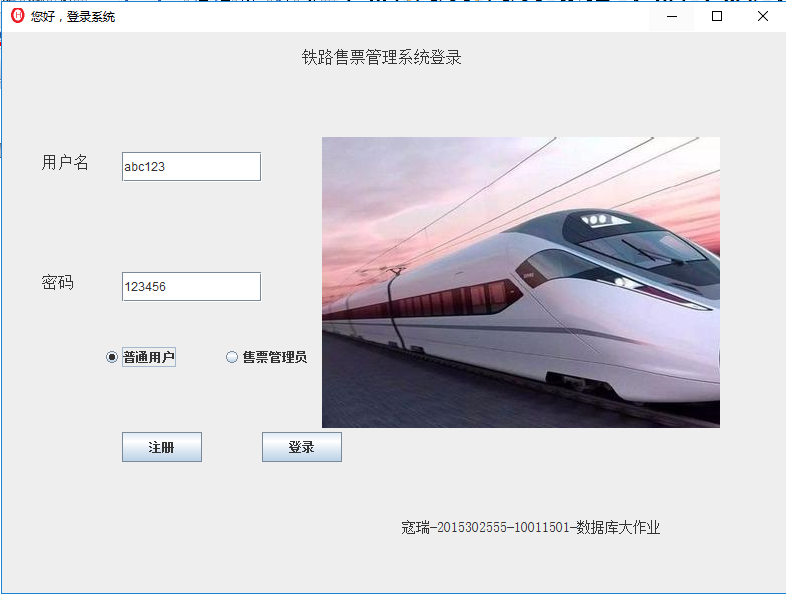 您好，登录系统
铁路售票管理系统登录
用户名
abc123
密码
123456
普通用户
售票管理员
注册
登录
寇瑞-2015302555-10011501-数据库大作业